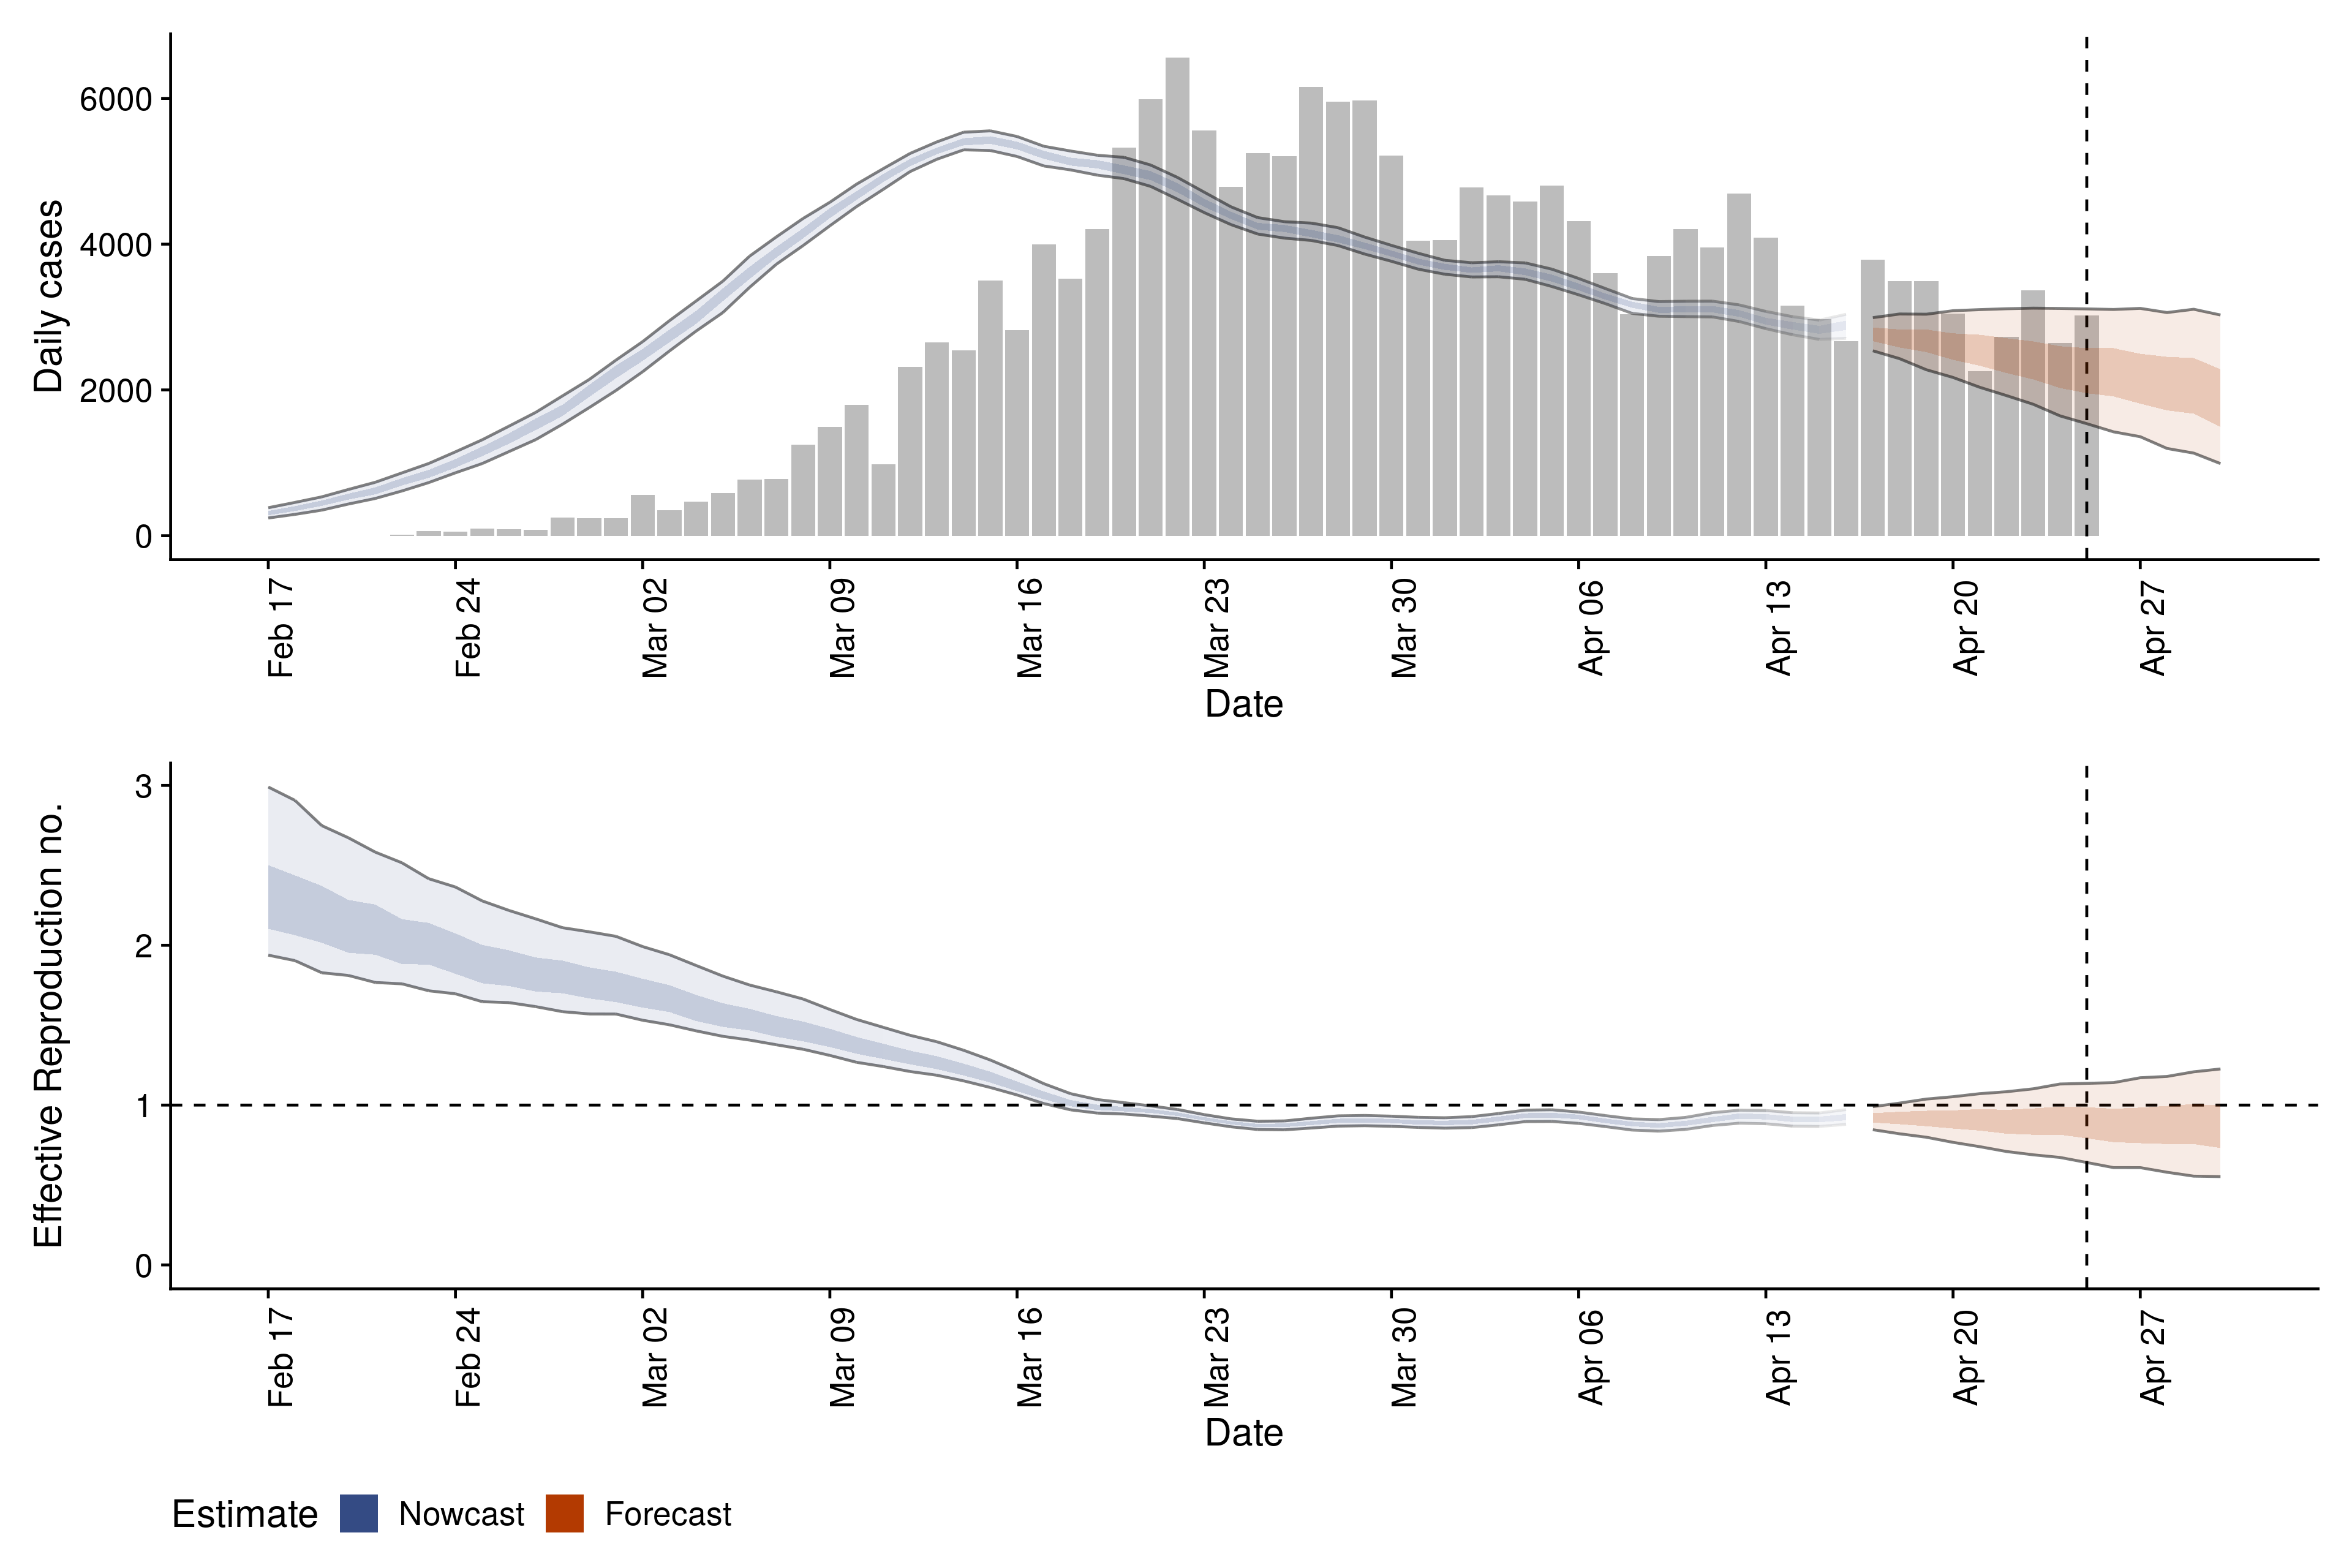 Daily cases
6000
4000
2000
0
Feb 17
Feb 24
Mar 02
Mar 09
Mar 16
Mar 23
Mar 30
Apr 06
Apr 13
Apr 20
Apr 27
Date
Effective Reproduction no.
3
2
1
0
Feb 17
Feb 24
Mar 02
Mar 09
Mar 16
Mar 23
Mar 30
Apr 06
Apr 13
Apr 20
Apr 27
Date
Estimate Nowcast Forecast